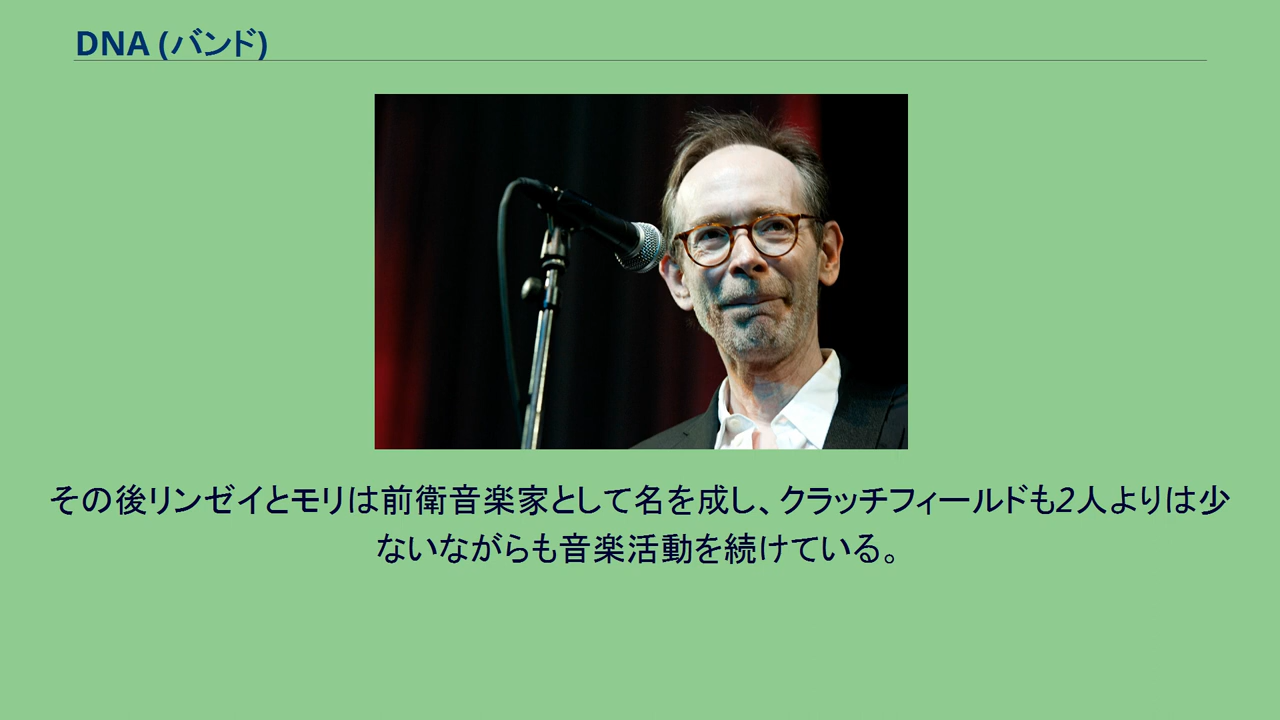 DNA (バンド)
その後リンゼイとモリは前衛音楽家として名を成し、クラッチフィールドも2人よりは少
ないながらも音楽活動を続けている。